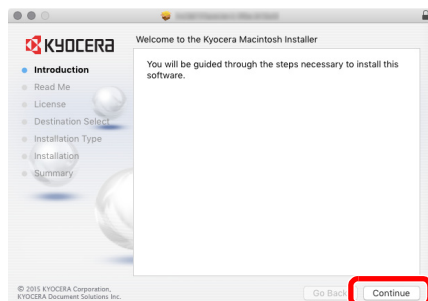 KYOCERA
Welcome to the Kyocera Macintosh Installer
Introduction
Read Me
License
Destination Select
Installation Type
Installation
Summary
You will be guided through the steps necessary to install this
software.
© 2015 KYOCERA Corporation,
KYOCERA Document Solutions Inc.
Go Back
Continue